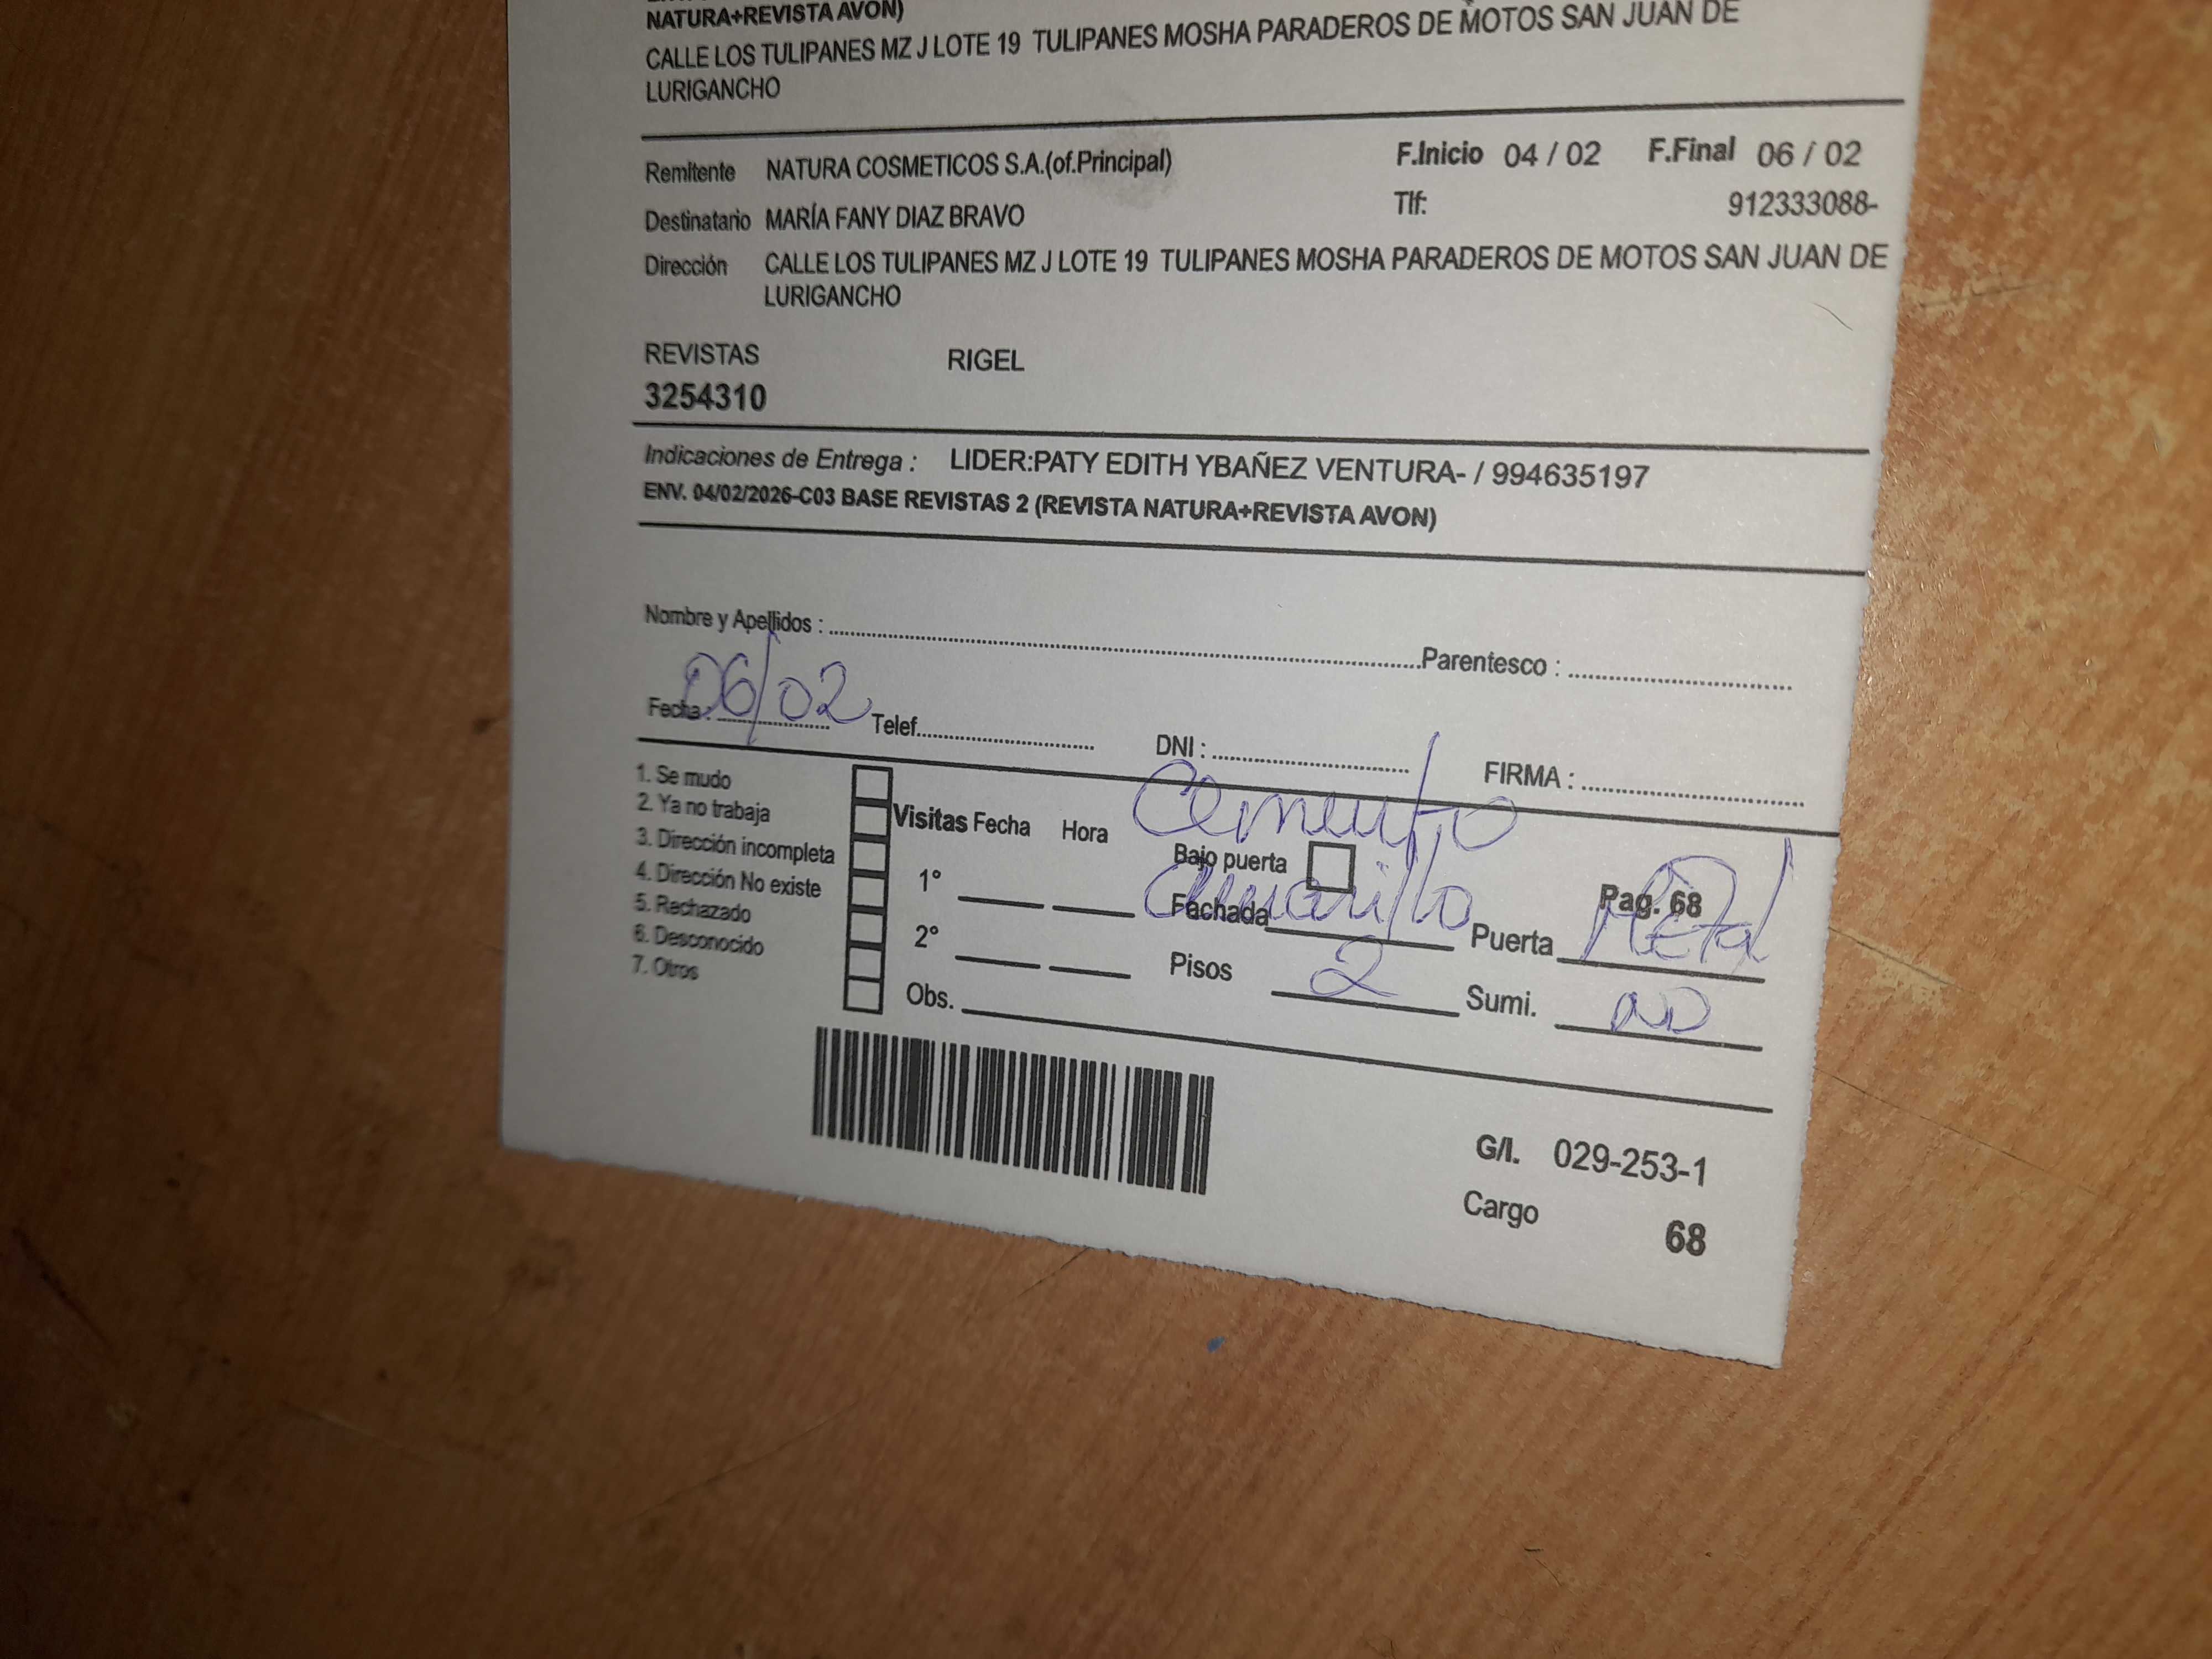 NATURA+REVISTA AVON)
CALLE LOS TULIPANES MZ J LOTE 19 TULIPANES MOSHA PARADEROS DE MOTOS SAN JUAN DE
LURIGANCHO
Remitente NATURA COSMETICOS S.A.(of.Principal) F.Inicio 04 / 02 F.Final 06 / 02
Tlf: 912333088-
Destinatario MARÍA FANY DIAZ BRAVO
Dirección CALLE LOS TULIPANES MZ J LOTE 19 TULIPANES MOSHA PARADEROS DE MOTOS SAN JUAN DE
LURIGANCHO
REVISTAS RIGEL
3254310
Indicaciones de Entrega : LIDER:PATY EDITH YBAÑEZ VENTURA- / 994635197
ENV. 04/02/2026-C03 BASE REVISTAS 2 (REVISTA NATURA+REVISTA AVON)
Nombre y Apellidos : Parentesco :
Fecha: 06/02 Telef. DNI : FIRMA :
1. Se mudo
2. Ya no trabaja
3. Dirección incompleta
4. Dirección No existe
5. Rechazado
6. Desconocido
7. Otros
Visitas Fecha Hora Cemento
Bajo puerta
1° Fachada Amarillo Puerta Metal
Pag. 68
2° Pisos 2 Sumi. NO
Obs.
G/I. 029-253-1
Cargo 68